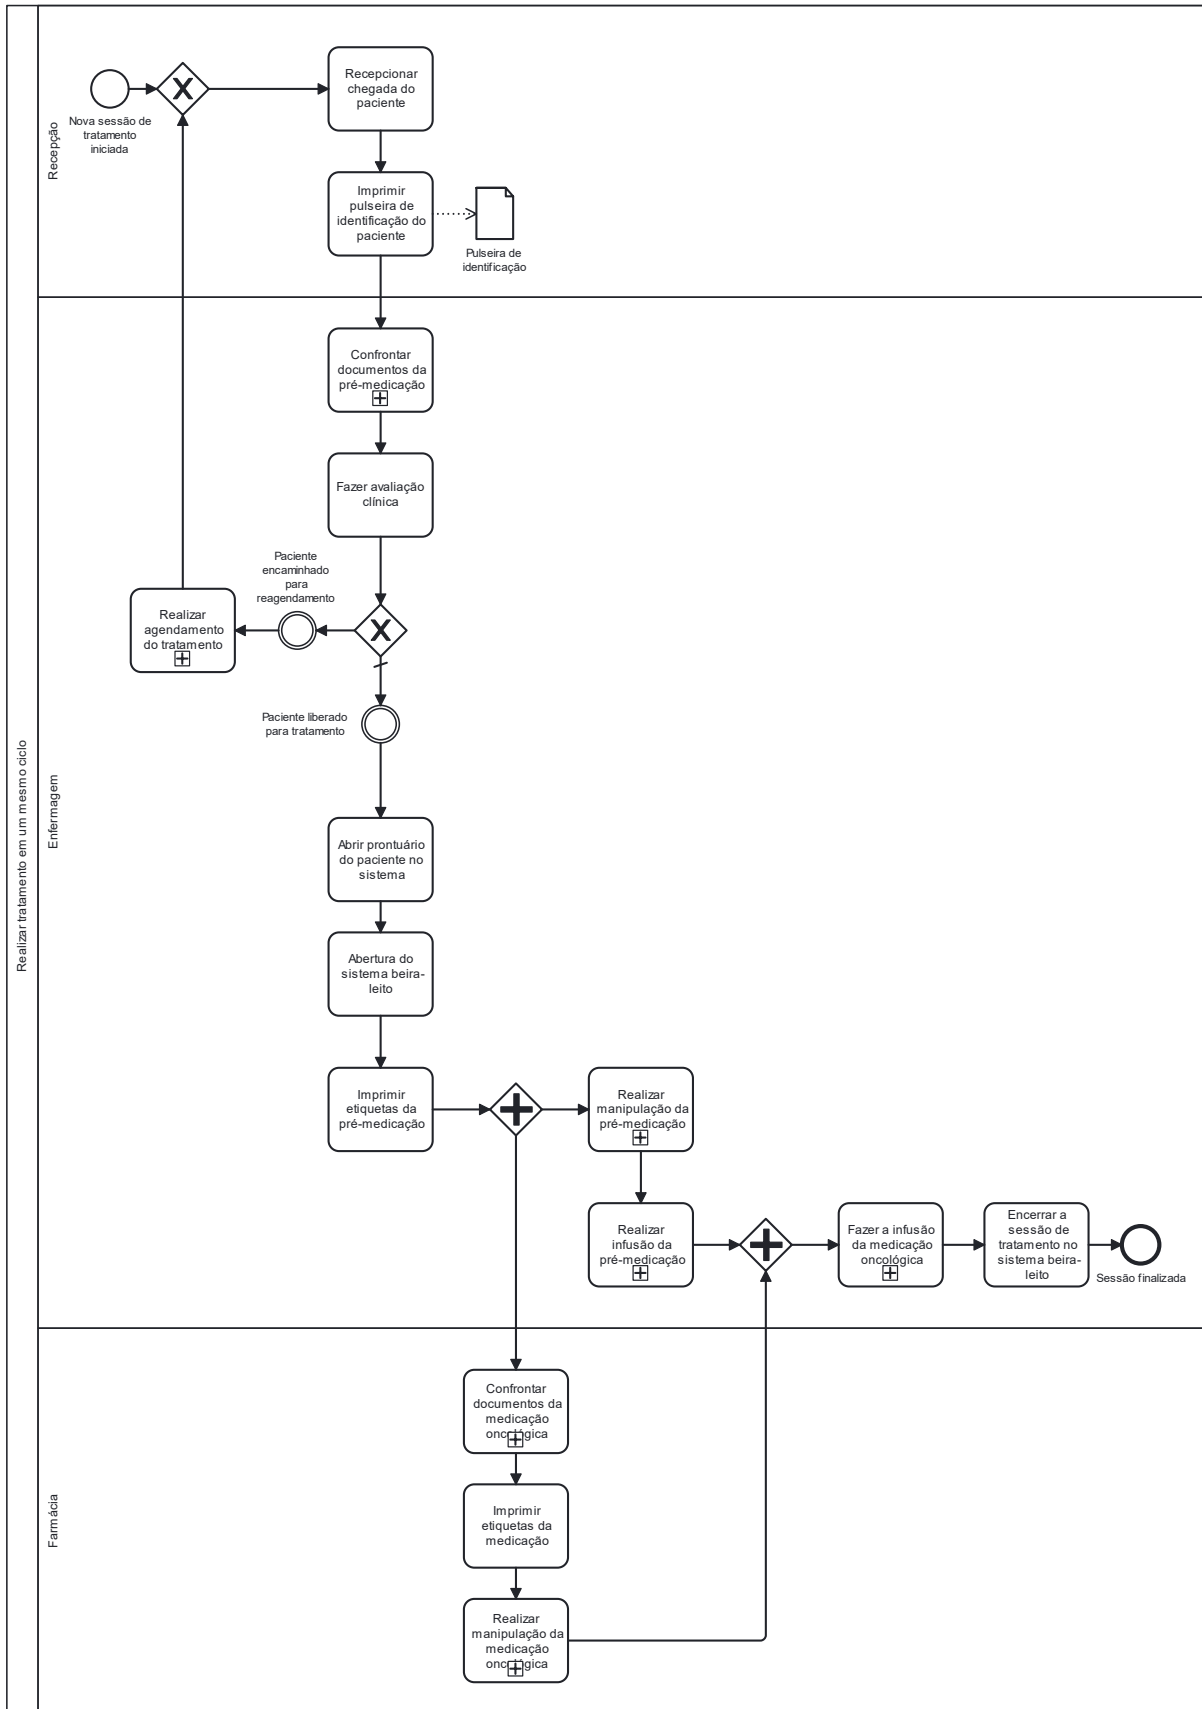 Realizar tratamento em um mesmo ciclo
Recepção
Nova sessão de
tratamento
iniciada
Recepcionar
chegada do
paciente
Imprimir
pulseira de
identificação do
paciente
Pulseira de
identificação
Enfermagem
Confrontar
documentos da
pré-medicação
Fazer avaliação
clínica
Paciente
encaminhado
para
reagendamento
Realizar
agendamento
do tratamento
Paciente liberado
para tratamento
Abrir prontuário
do paciente no
sistema
Abertura do
sistema beira-
leito
Imprimir
etiquetas da
pré-medicação
Realizar
manipulação da
pré-medicação
Realizar
infusão da
pré-medicação
Fazer a infusão
da medicação
oncológica
Encerrar a
sessão de
tratamento no
sistema beira-
leito
Sessão finalizada
Farmácia
Confrontar
documentos da
medicação
oncológica
Imprimir
etiquetas da
medicação
Realizar
manipulação da
medicação
oncológica